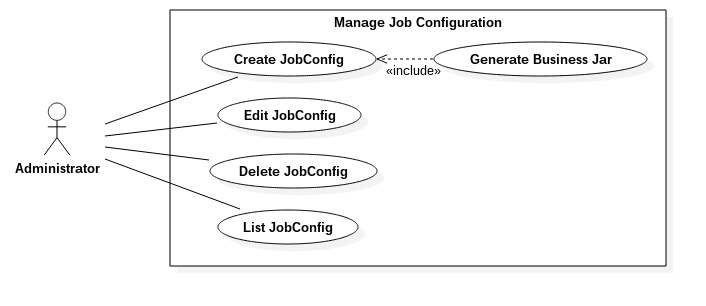 Manage Job Configuration
Create JobConfig
Generate Business Jar
«include»
Edit JobConfig
Administrator
Delete JobConfig
List JobConfig